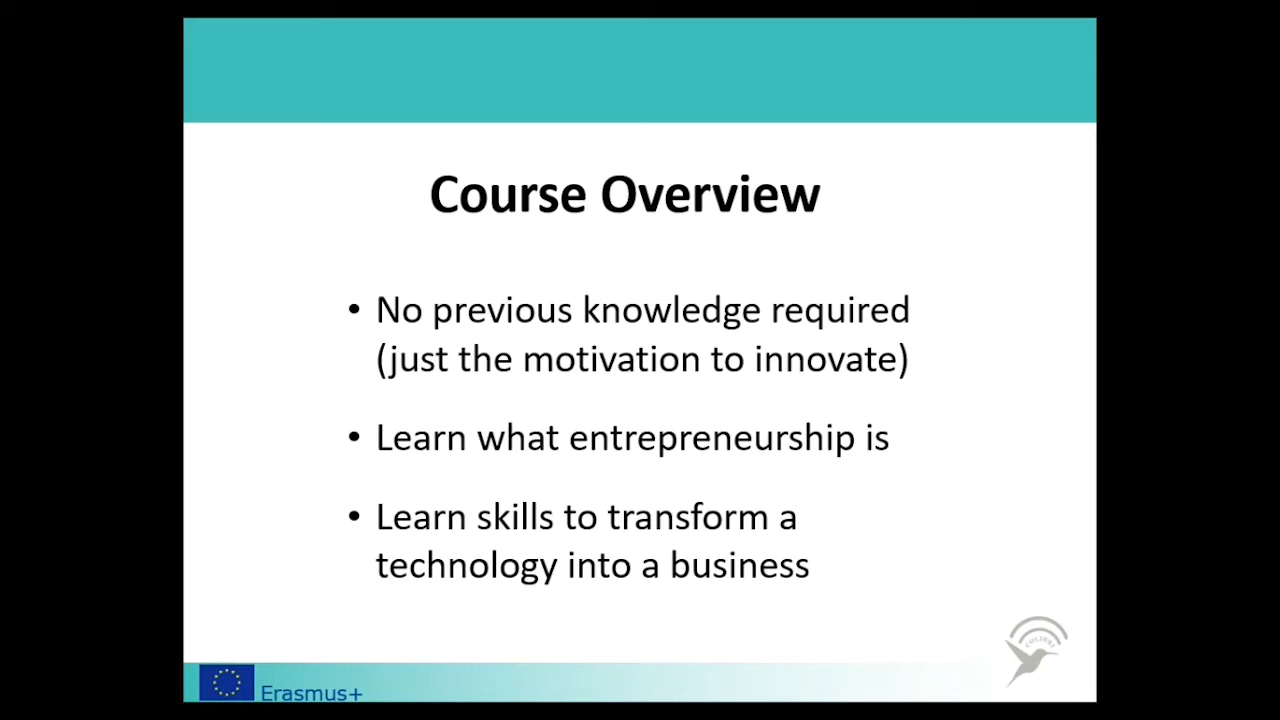 Course Overview
• No previous knowledge required
(just the motivation to innovate)
• Learn what entrepreneurship is
• Learn skills to transform a
technology into a business
COLIBRI
Erasmus+